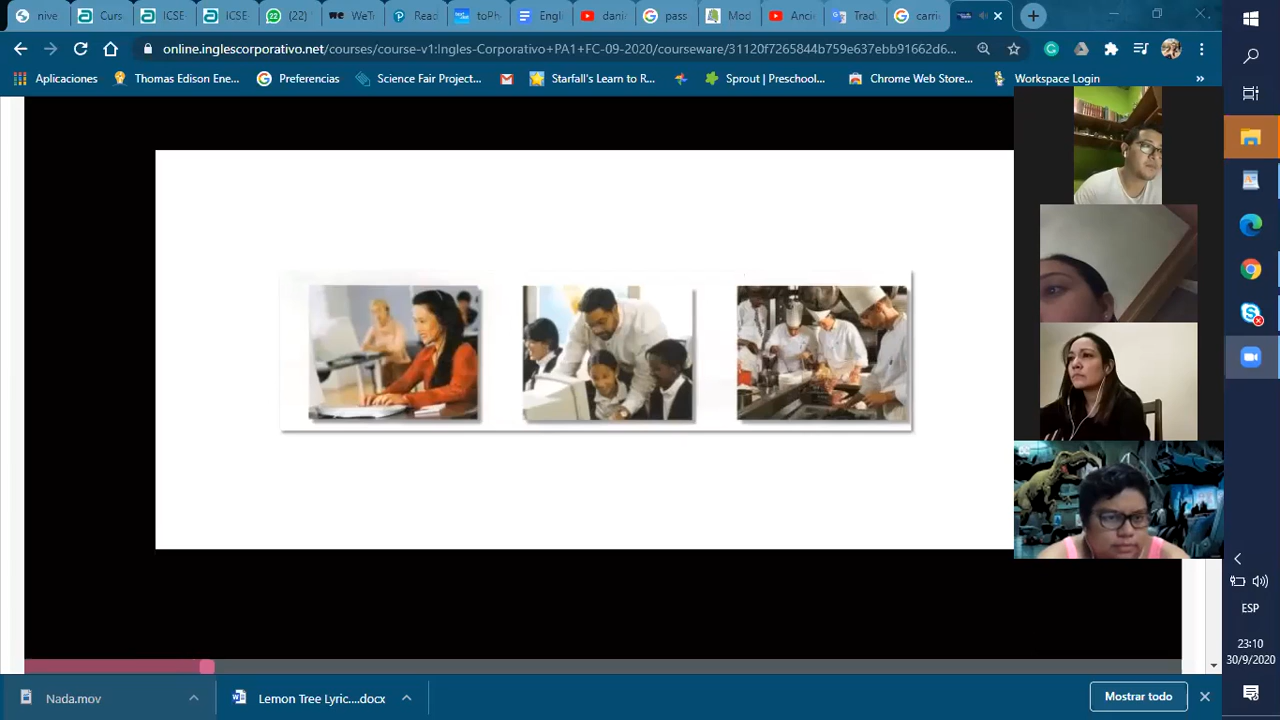 nive
Curs
ICSE
ICSE
(22)
WeTr
Read
toPh
Engli
dani
pass
Mod
Anci
Trad
carri
online.inglescorporativo.net/courses/course-v1:Ingles-Corporativo+PA1+FC-09-2020/courseware/31120f7265844b759e637ebb91662d6...
Aplicaciones
Thomas Edison Ene...
Preferencias
Science Fair Project...
Starfall's Learn to R...
Sprout | Preschool...
Chrome Web Store...
Workspace Login
»
ESP
23:10
30/9/2020
Nada.mov
Lemon Tree Lyric....docx
Mostrar todo